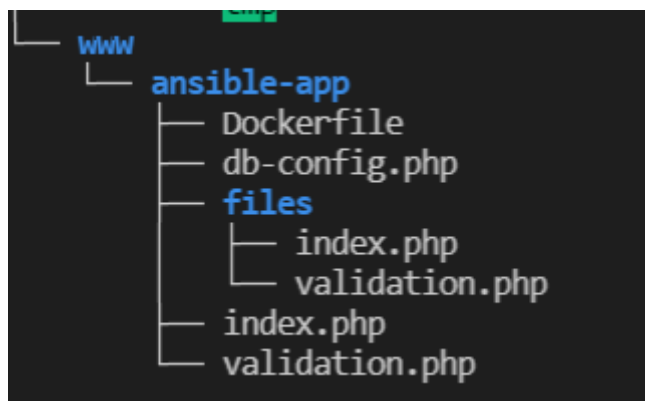 www
ansible-app
Dockerfile
db-config.php
files
index.php
validation.php
index.php
validation.php